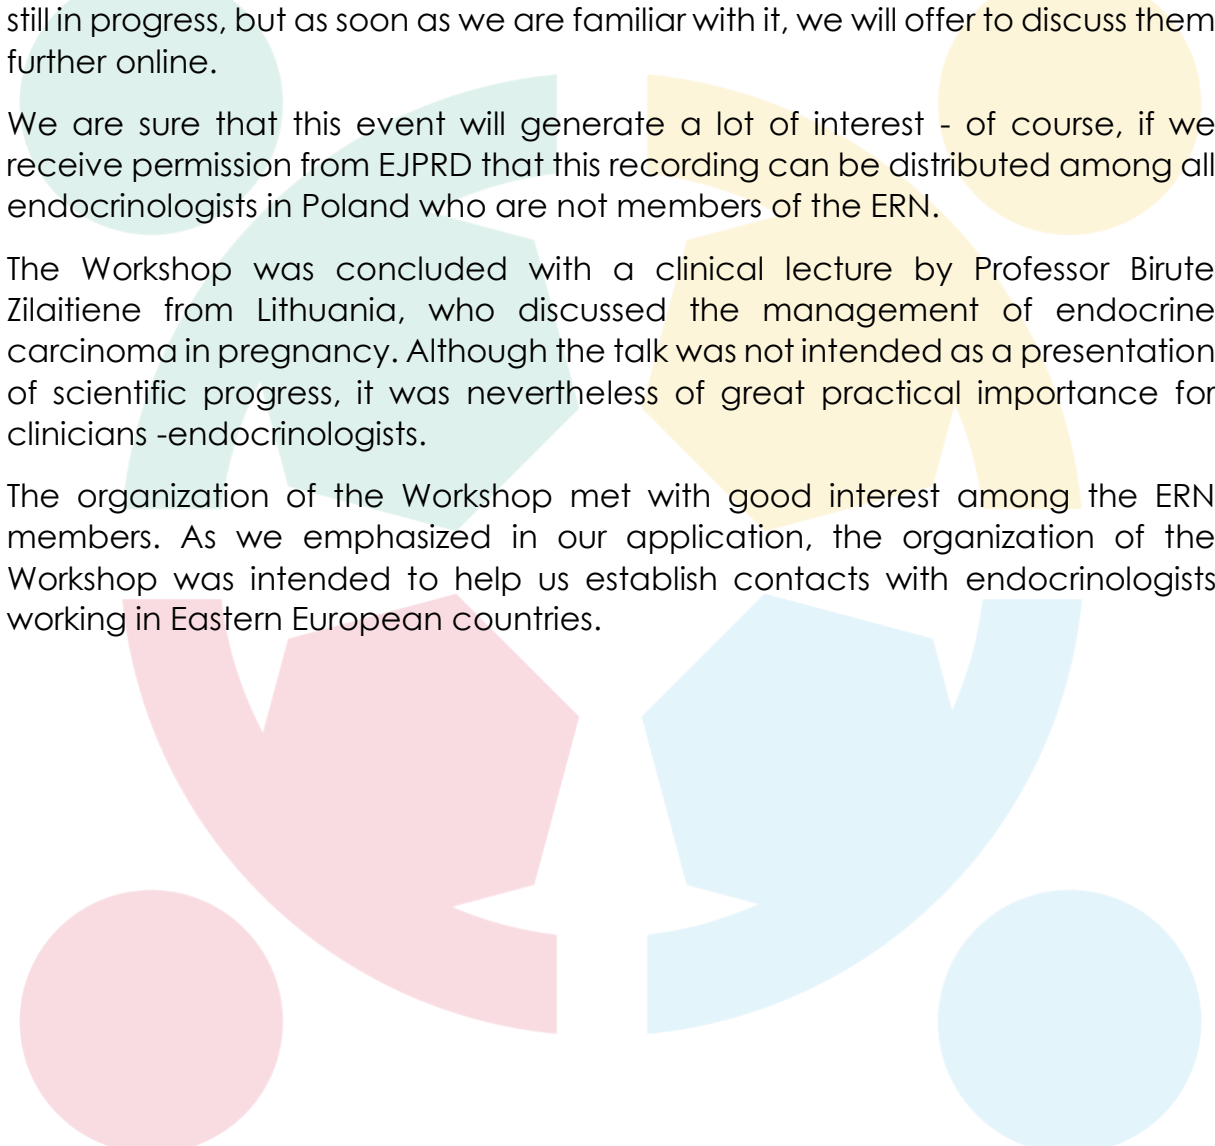 still in progress, but as soon as we are familiar with it, we will offer to discuss them
further online.
We are sure that this event will generate a lot of interest - of course, if we
receive permission from EJPRD that this recording can be distributed among all
endocrinologists in Poland who are not members of the ERN.
The Workshop was concluded with a clinical lecture by Professor Birute
Zilaitiene from Lithuania, who discussed the management of endocrine
carcinoma in pregnancy. Although the talk was not intended as a presentation
of scientific progress, it was nevertheless of great practical importance for
clinicians -endocrinologists.
The organization of the Workshop met with good interest among the ERN
members. As we emphasized in our application, the organization of the
Workshop was intended to help us establish contacts with endocrinologists
working in Eastern European countries.